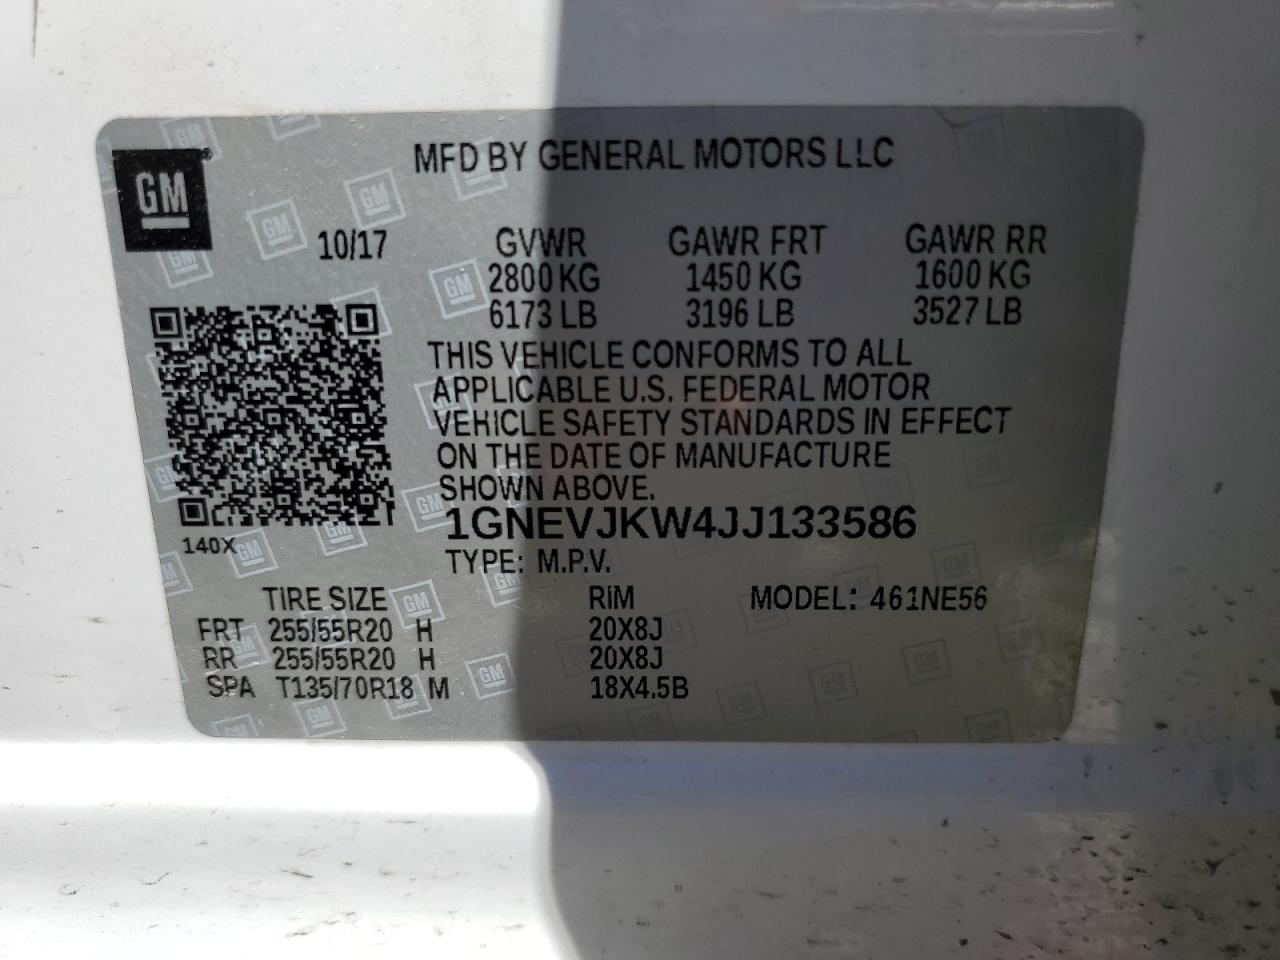 MFD BY GENERAL MOTORS LLC
GM
10/17 GVWR GAWR FRT GAWR RR
2800 KG 1450 KG 1600 KG
6173 LB 3196 LB 3527 LB
THIS VEHICLE CONFORMS TO ALL
APPLICABLE U.S. FEDERAL MOTOR
VEHICLE SAFETY STANDARDS IN EFFECT
ON THE DATE OF MANUFACTURE
SHOWN ABOVE.
1GNEVJKW4JJ133586
140X
TYPE: M.P.V.
TIRE SIZE RIM MODEL: 461NE56
FRT 255/55R20 H 20X8J
RR 255/55R20 H 20X8J
SPA T135/70R18 M 18X4.5B